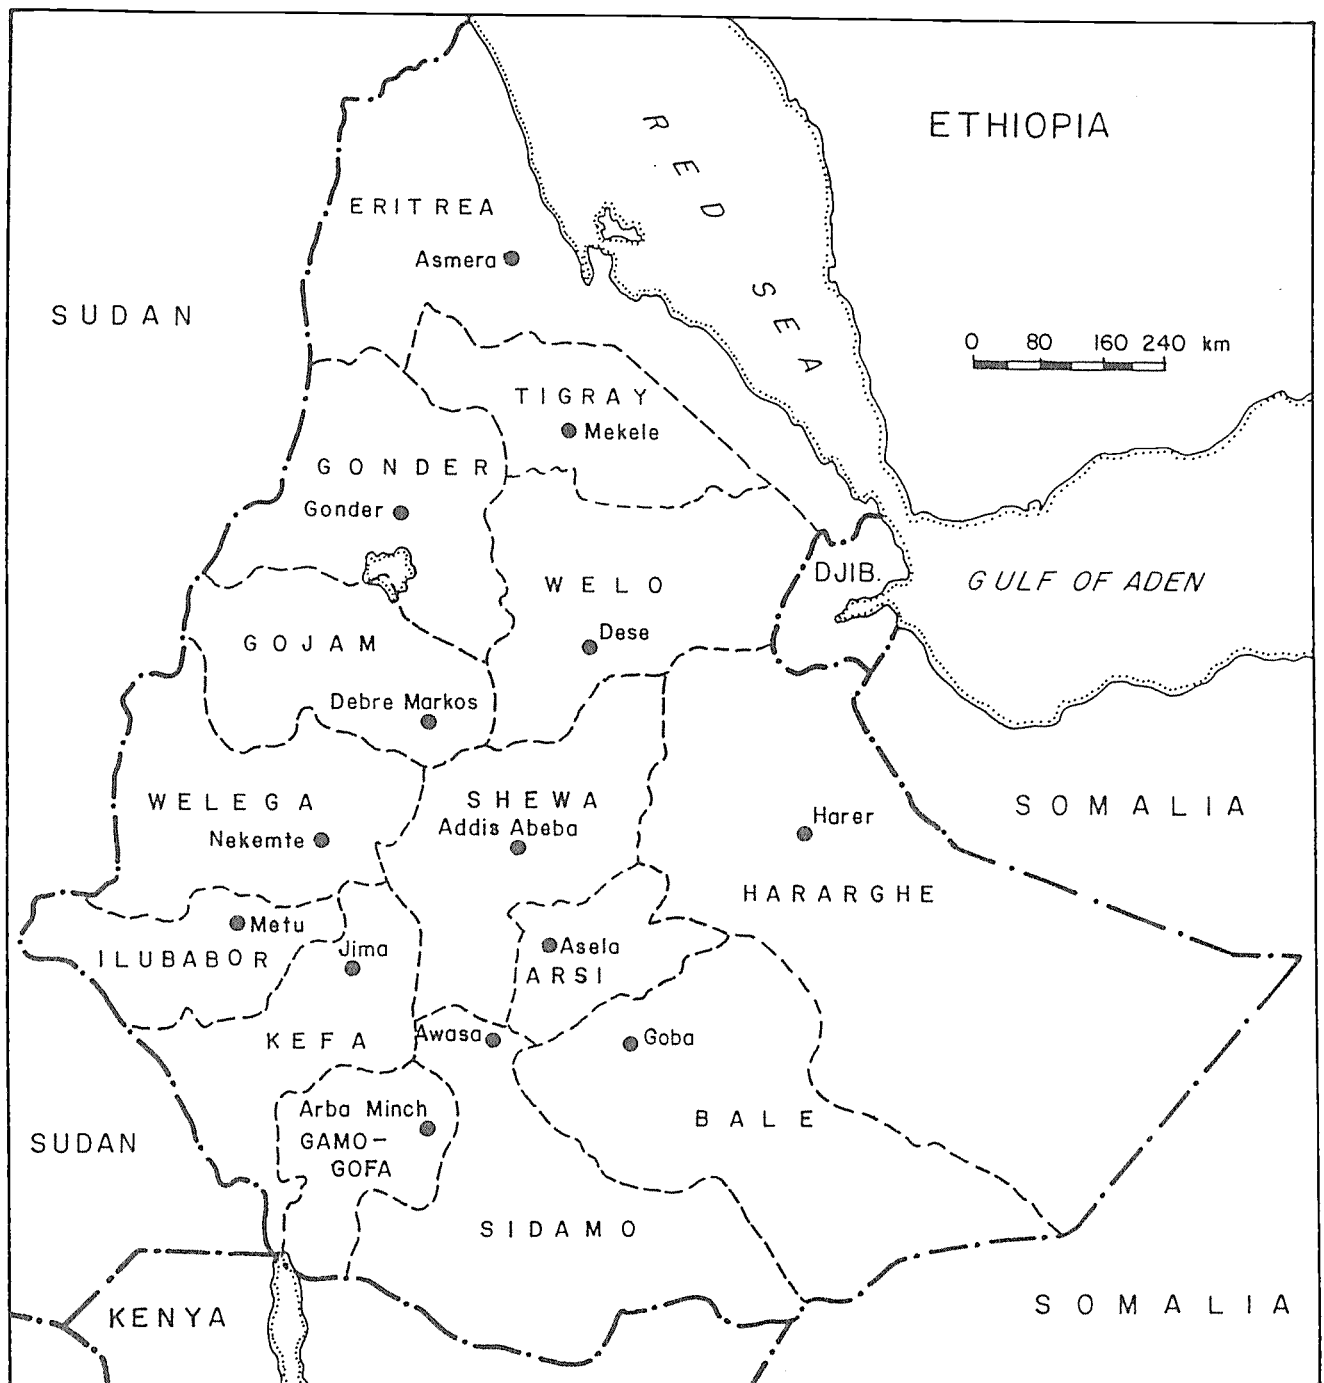 ETHIOPIA
RED SEA
ERITREA
Asmera
SUDAN
0 80 160 240 km
TIGRAY
Mekele
GONDER
Gonder
DJIB.
GULF OF ADEN
WELO
Dese
GOJAM
Debre Markos
WELEGA
Nekemte
SHEWA
Addis Abeba
Harer
SOMALIA
HARARGHE
Metu
ILUBABOR
Jima
Asela
ARSI
KEFA
Awasa
Goba
Arba Minch
GAMO-
GOFA
BALE
SUDAN
SIDAMO
KENYA
SOMALIA